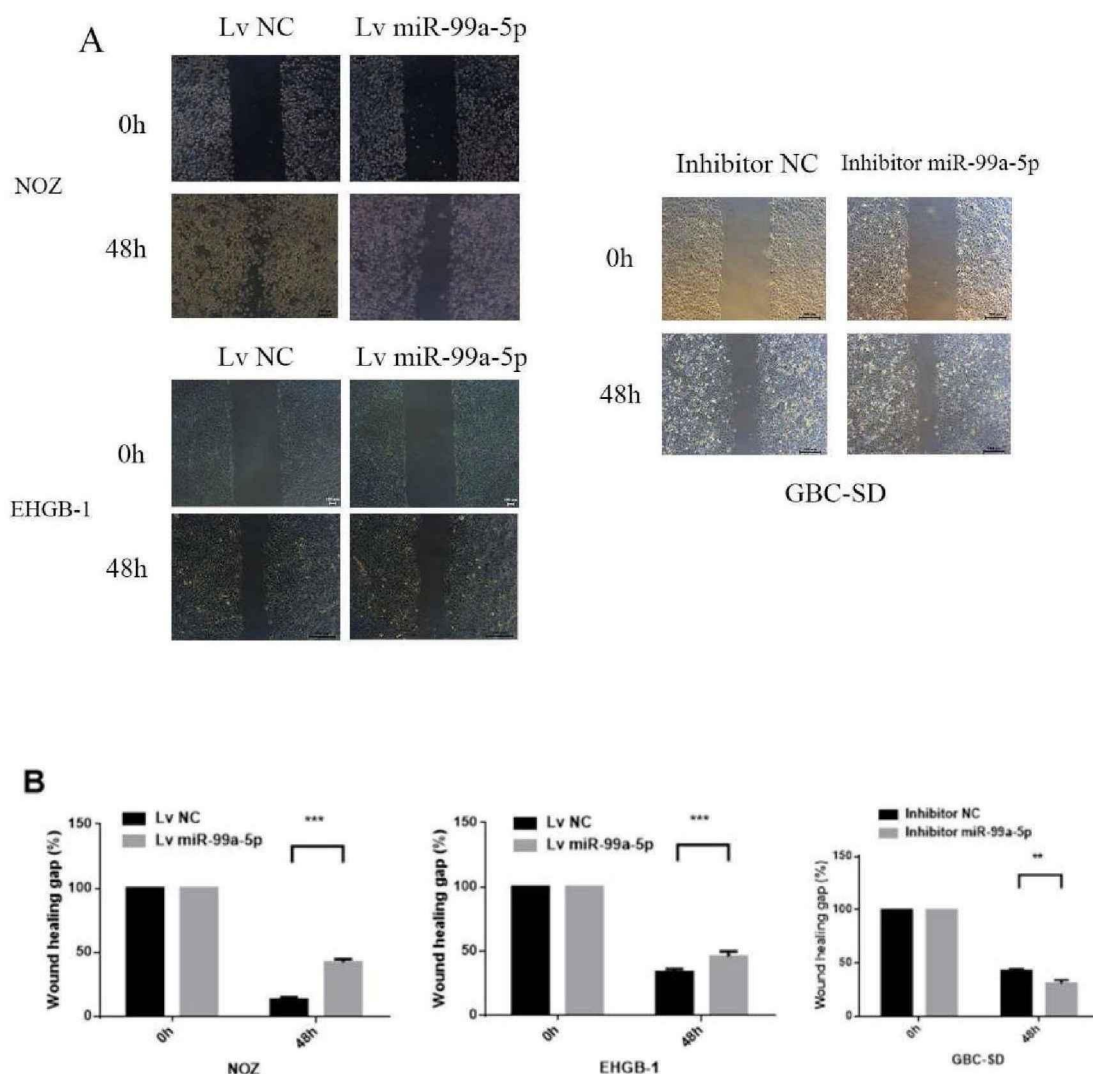 A
Lv NC Lv miR-99a-5p
0h
NOZ
48h
Lv NC Lv miR-99a-5p
0h
EHGB-1
48h
Inhibitor NC Inhibitor miR-99a-5p
0h
48h
GBC-SD
B
Wound healing gap (%)
150
100
50
0
Lv NC
Lv miR-99a-5p
***
0h 48h
NOZ
Wound healing gap (%)
150
100
50
0
Lv NC
Lv miR-99a-5p
***
0h 48h
EHGB-1
Wound healing gap (%)
150
100
50
0
Inhibitor NC
Inhibitor miR-99a-5p
**
0h 48h
GBC-SD